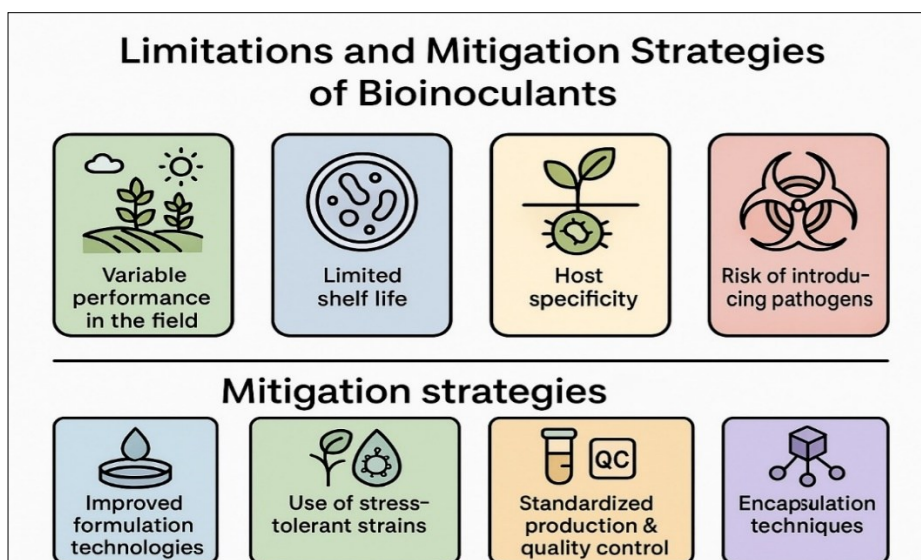 Limitations and Mitigation Strategies
of Bioinoculants
Variable
performance
in the field
Limited
shelf life
Host
specificity
Risk of introdu-
cing pathogens
Mitigation strategies
Improved
formulation
technologies
Use of stress-
tolerant strains
QC
Standardized
production &
quality control
Encapsulation
techniques